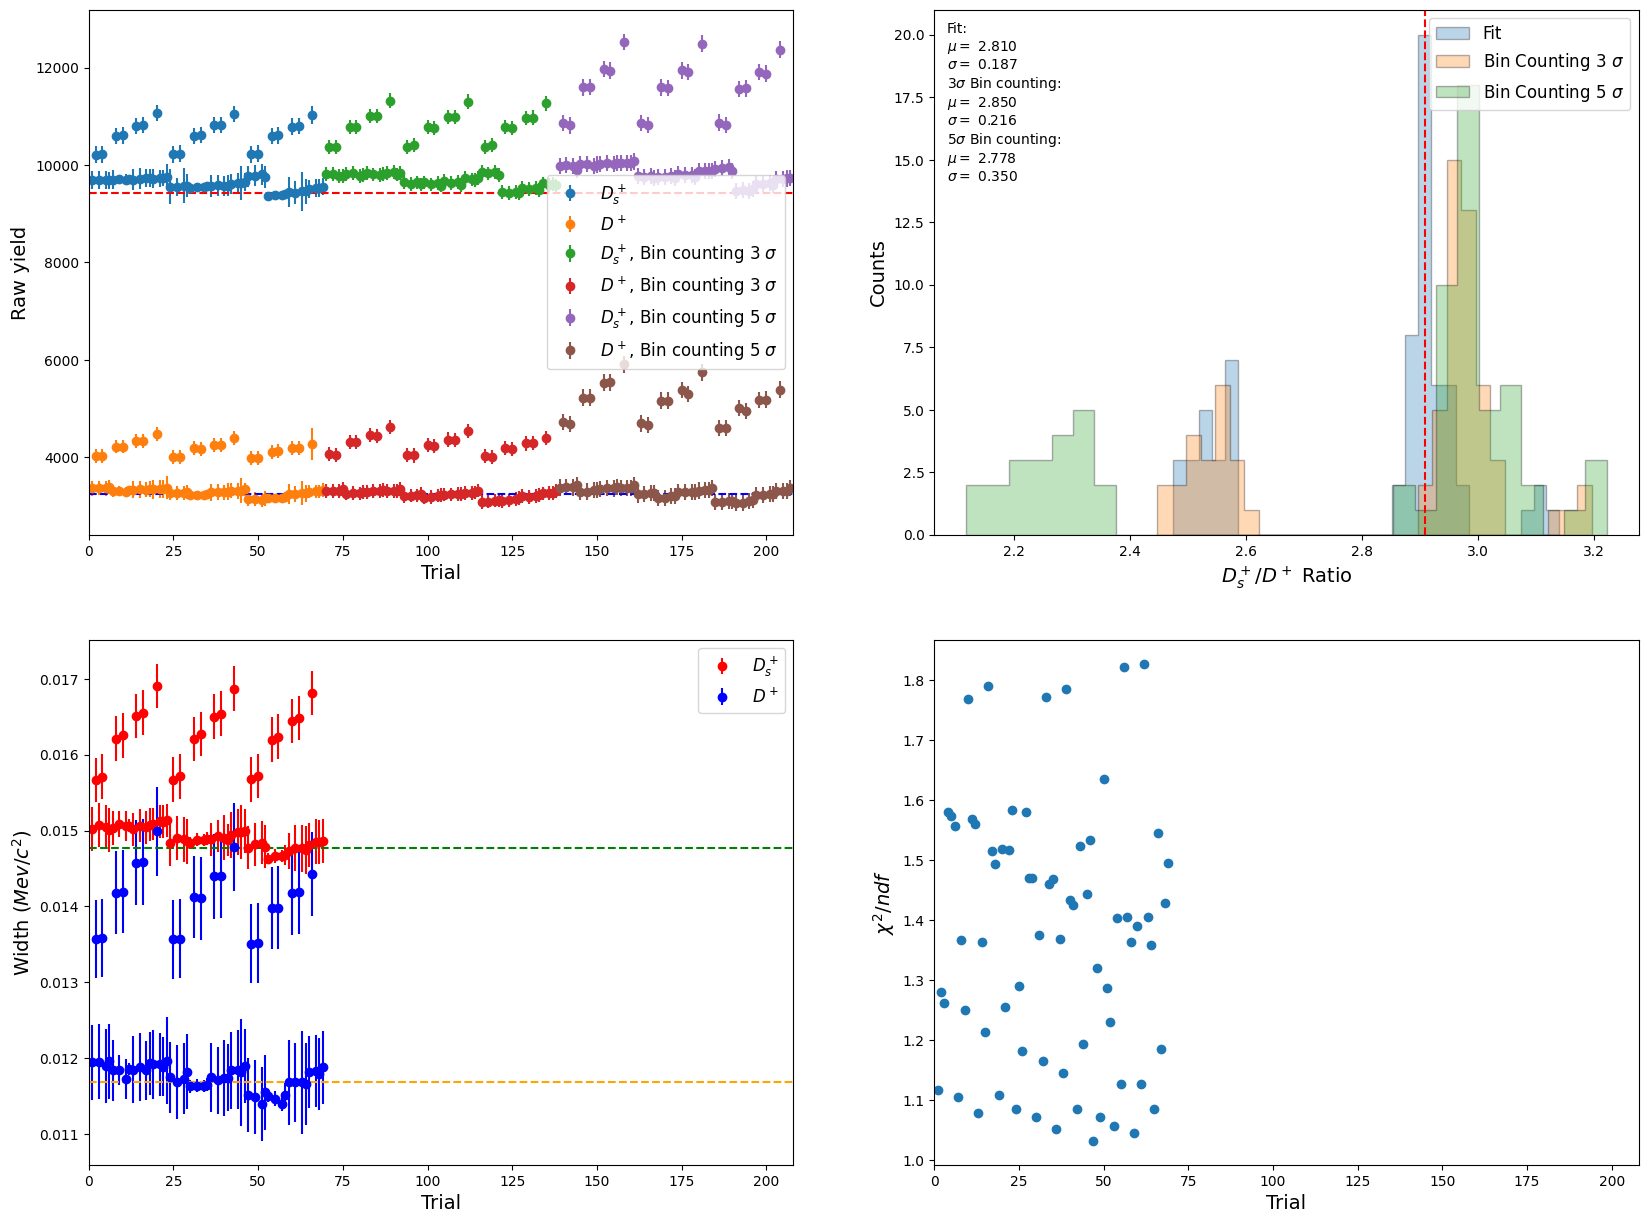 12000
10000
8000
6000
4000
Raw yield
0 25 50 75 100 125 150 175 200
Trial
$D_s^+$
$D^+$
$D_s^+$, Bin counting 3 σ
$D^+$, Bin counting 3 σ
$D_s^+$, Bin counting 5 σ
$D^+$, Bin counting 5 σ
20.0
17.5
15.0
12.5
10.0
7.5
5.0
2.5
0.0
Counts
Fit:
μ = 2.810
σ = 0.187
3σ Bin counting:
μ = 2.850
σ = 0.216
5σ Bin counting:
μ = 2.778
σ = 0.350
Fit
Bin Counting 3 σ
Bin Counting 5 σ
2.2 2.4 2.6 2.8 3.0 3.2
$D_s^+/D^+$ Ratio
0.017
0.016
0.015
0.014
0.013
0.012
0.011
Width ($Mev/c^2$)
$D_s^+$
$D^+$
0 25 50 75 100 125 150 175 200
Trial
1.8
1.7
1.6
1.5
1.4
1.3
1.2
1.1
1.0
$χ^2/ndf$
0 25 50 75 100 125 150 175 200
Trial